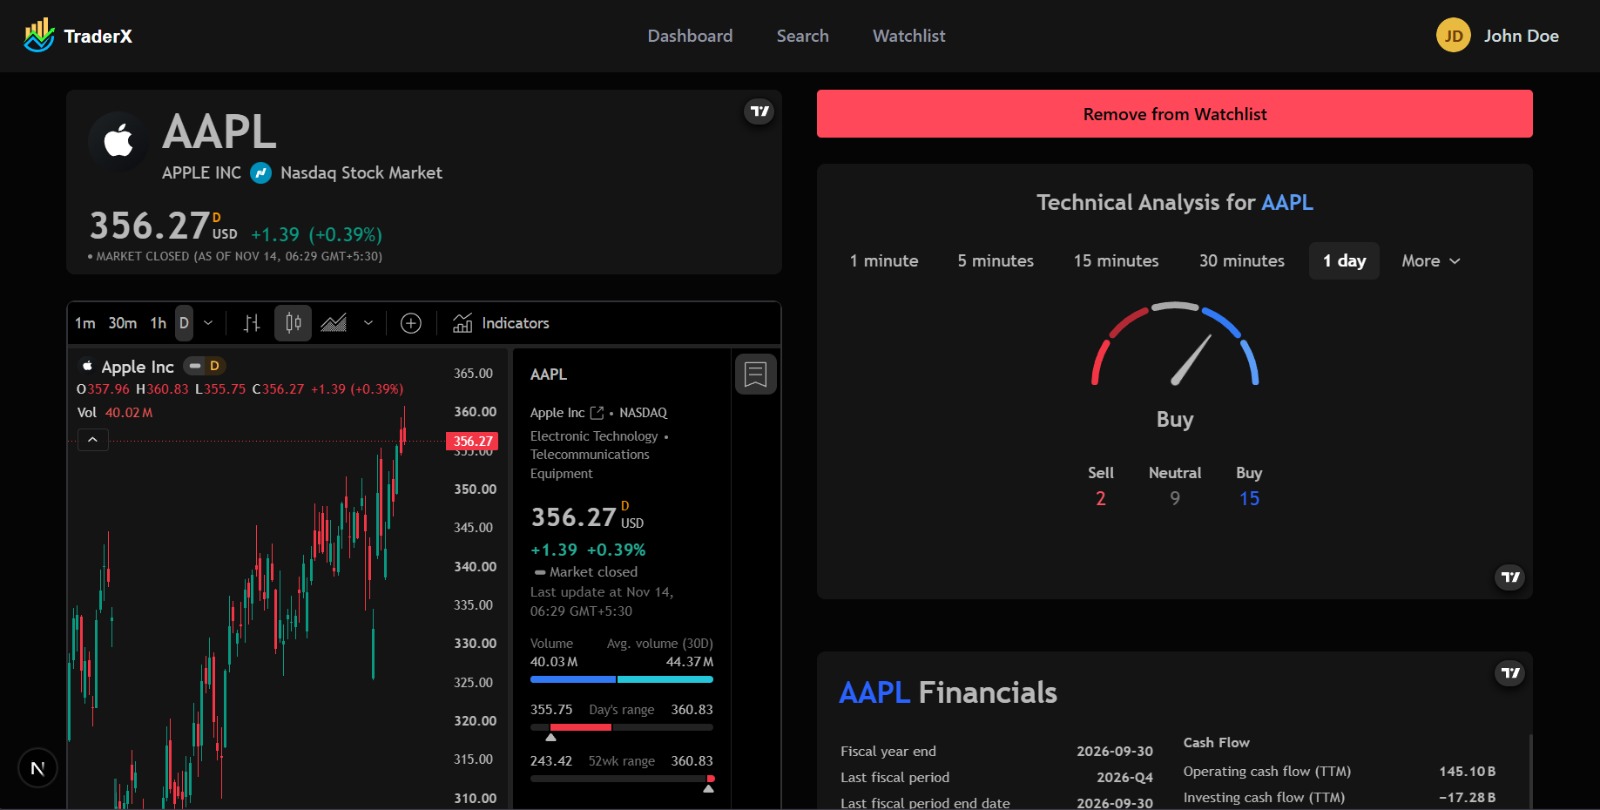 TraderX
Dashboard Search Watchlist
JD John Doe
AAPL
APPLE INC Nasdaq Stock Market
356.27 D USD +1.39 (+0.39%)
• MARKET CLOSED (AS OF NOV 14, 06:29 GMT+5:30)
1m 30m 1h D Indicators
Apple Inc D
O357.96 H360.83 L355.75 C356.27 +1.39 (+0.39%)
Vol 40.02 M
365.00
360.00
356.27
355.00
350.00
345.00
340.00
335.00
330.00
325.00
320.00
315.00
310.00
N
AAPL
Apple Inc • NASDAQ
Electronic Technology •
Telecommunications
Equipment
356.27 D USD
+1.39 +0.39%
Market closed
Last update at Nov 14,
06:29 GMT+5:30
Volume Avg. volume (30D)
40.03 M 44.37 M
355.75 Day's range 360.83
243.42 52wk range 360.83
Remove from Watchlist
Technical Analysis for AAPL
1 minute 5 minutes 15 minutes 30 minutes 1 day More
Buy
Sell Neutral Buy
2 9 15
AAPL Financials
Fiscal year end 2026-09-30
Last fiscal period 2026-Q4
Last fiscal period end date 2026-09-30
Cash Flow
Operating cash flow (TTM) 145.10 B
Investing cash flow (TTM) −17.28 B